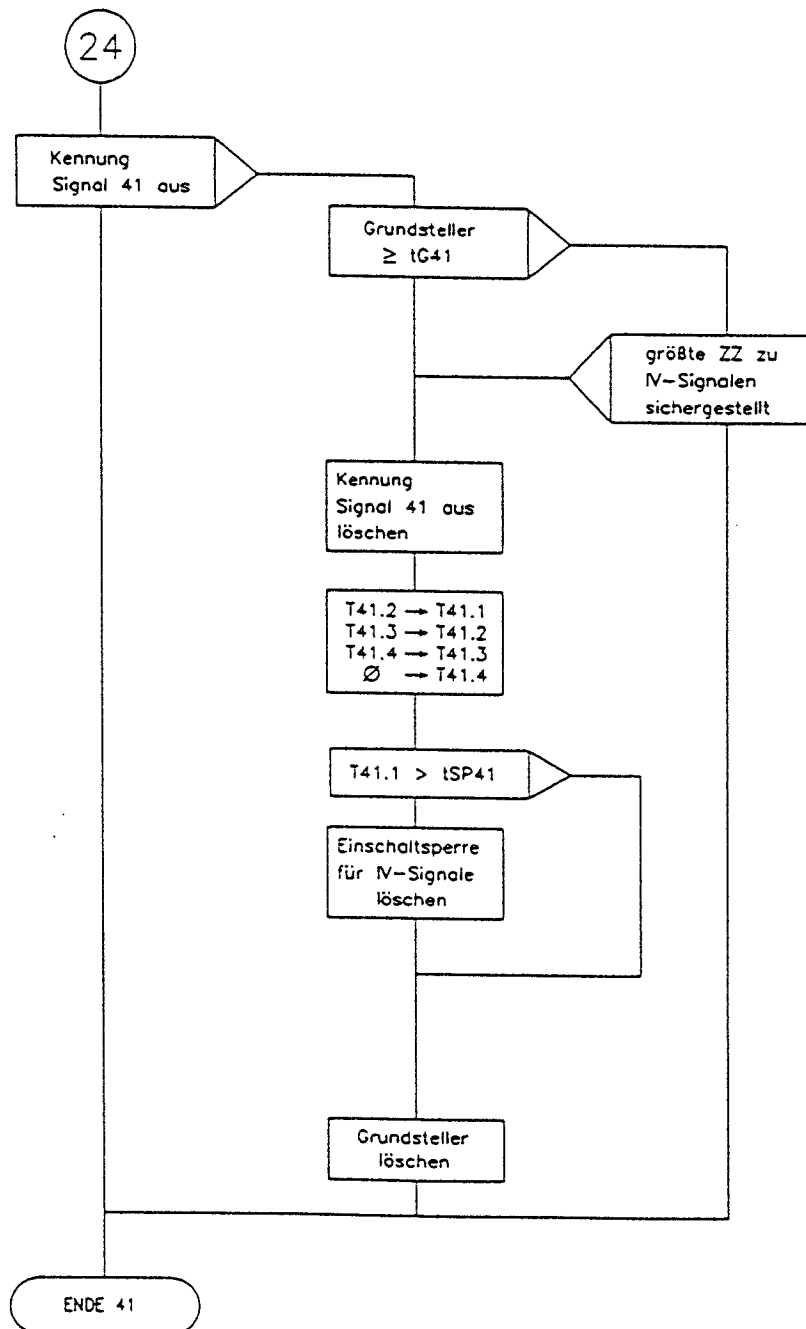 24
Kennung
Signal 41 aus
Grundsteller
≥ tG41
größte ZZ zu
IV-Signalen
sichergestellt
Kennung
Signal 41 aus
löschen
T41.2 → T41.1
T41.3 → T41.2
T41.4 → T41.3
Ø → T41.4
T41.1 > tSP41
Einschaltsperre
für IV-Signale
löschen
Grundsteller
löschen
ENDE 41